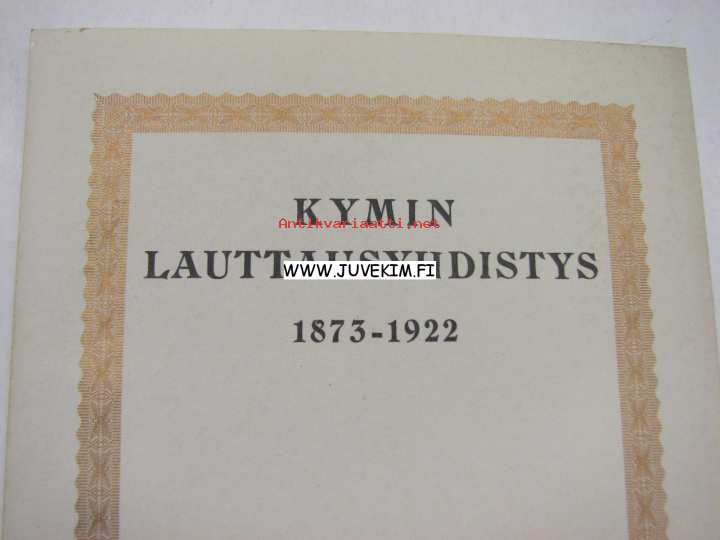 KYMIN
Antikvariaatti.net
LAUTTAUSYHDISTYS
WWW.JUVEKIM.FI
1873-1922